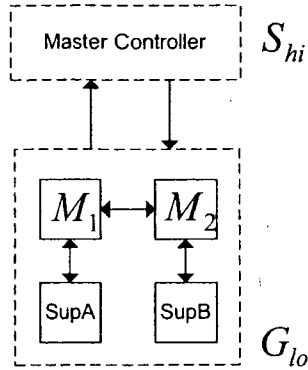 Master Controller
S_hi
M_1
M_2
SupA
SupB
G_lo